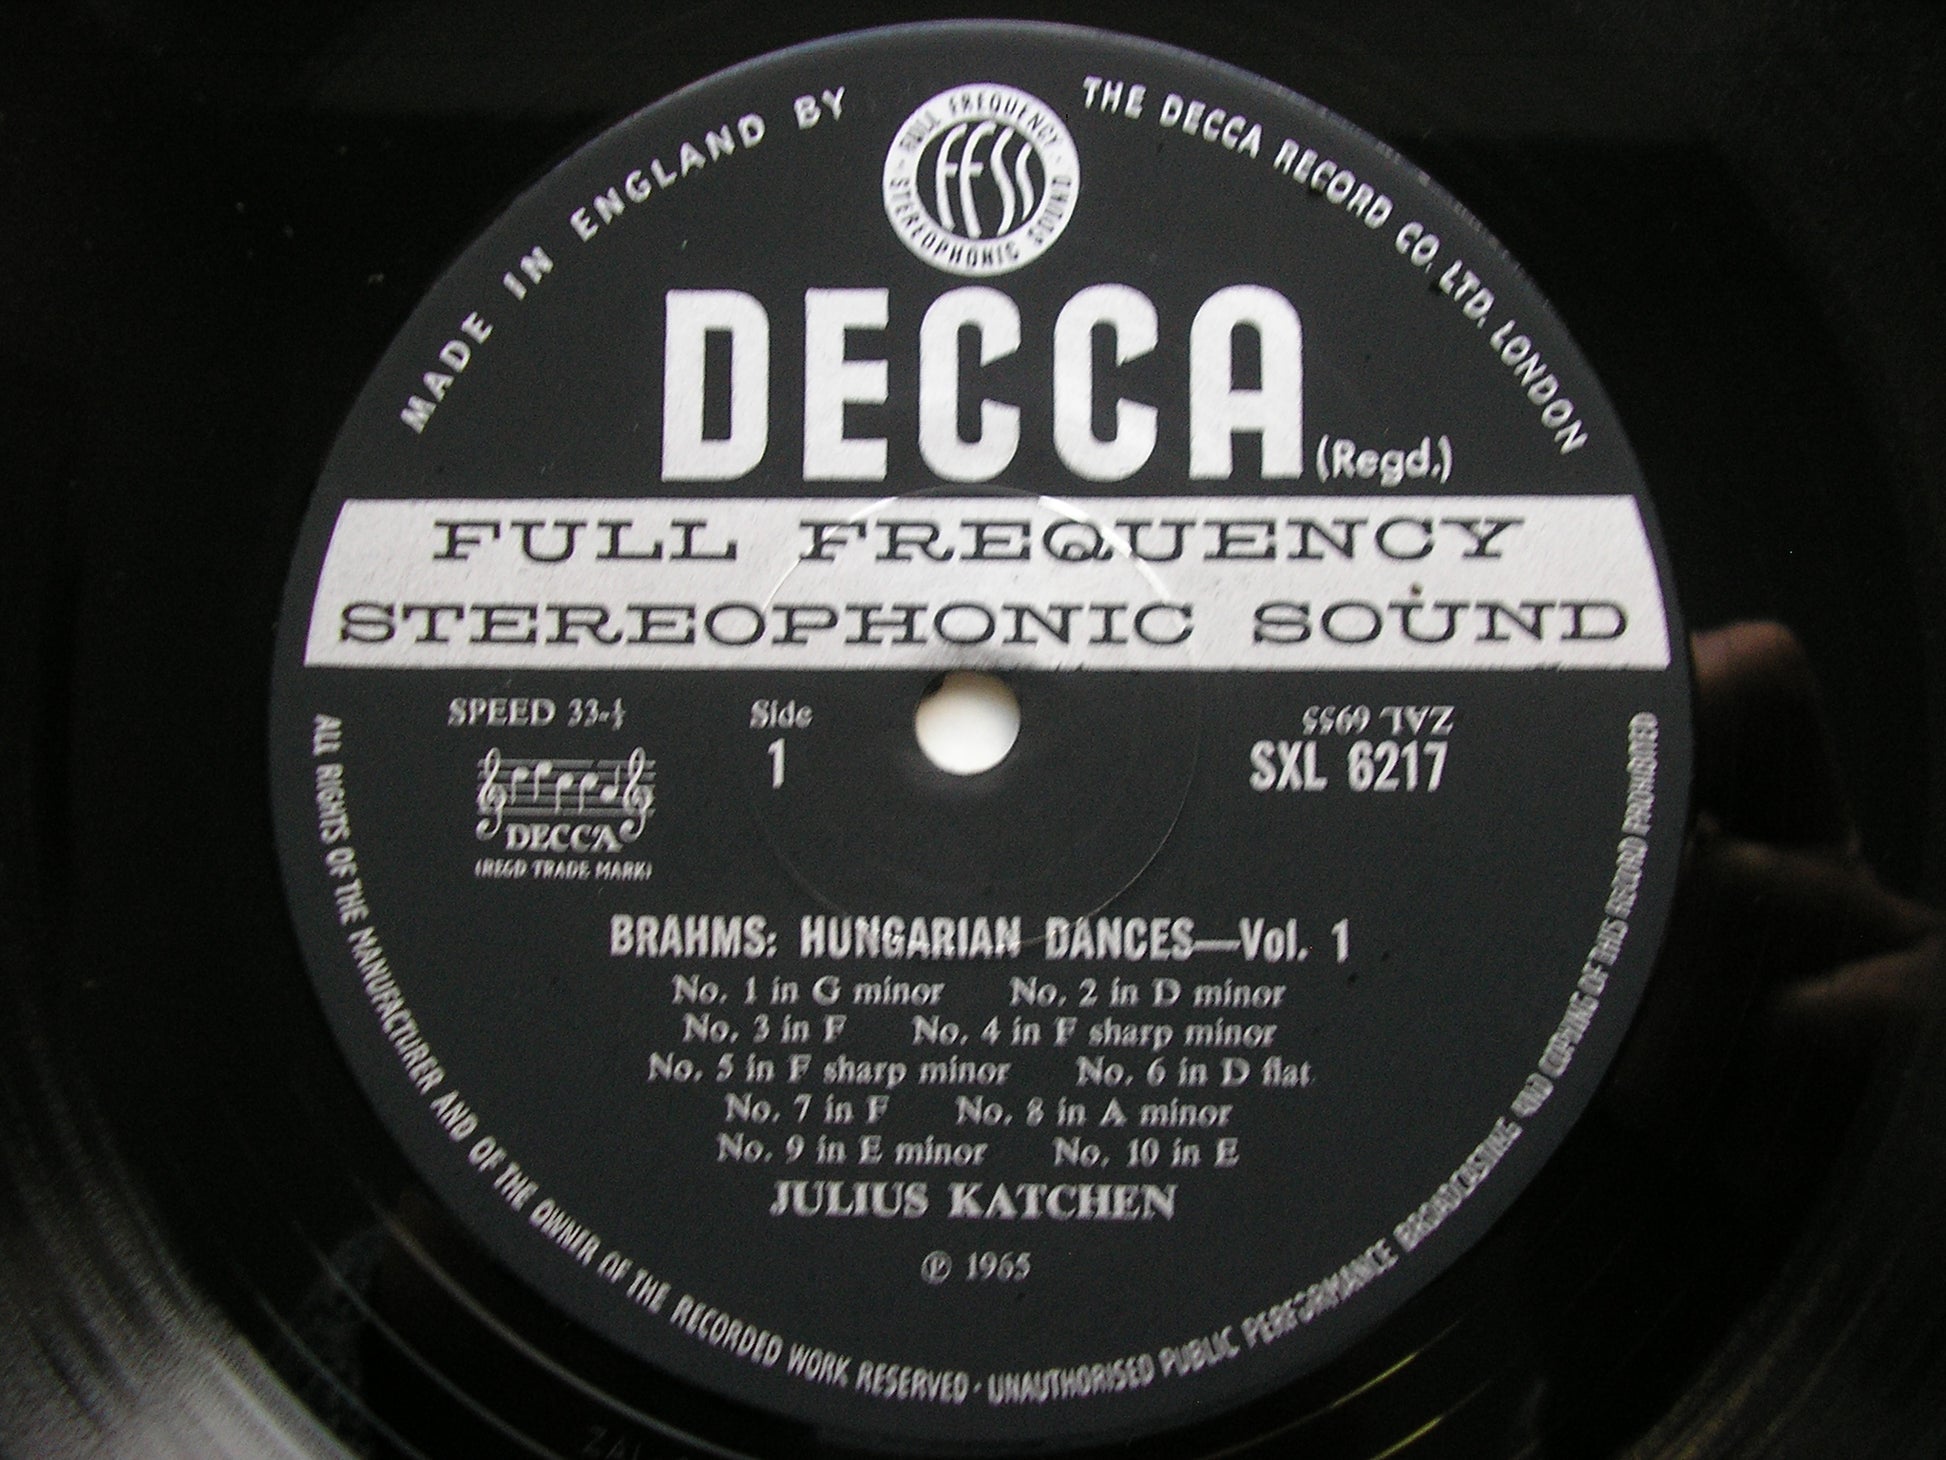 MADE IN ENGLAND BY THE DECCA RECORD CO. LTD. LONDON
FULL FREQUENCY STEREOPHONIC SOUND
FFSS
DECCA (Regd.)
FULL FREQUENCY
STEREOPHONIC SOUND
SPEED 33-⅓
Side
1
ZAL 6955
SXL 6217
DECCA
(REGD TRADE MARK)
BRAHMS: HUNGARIAN DANCES—Vol. 1
No. 1 in G minor No. 2 in D minor
No. 3 in F No. 4 in F sharp minor
No. 5 in F sharp minor No. 6 in D flat
No. 7 in F No. 8 in A minor
No. 9 in E minor No. 10 in E
JULIUS KATCHEN
℗ 1965
ALL RIGHTS OF THE MANUFACTURER AND OF THE OWNER OF THE RECORDED WORK RESERVED · UNAUTHORISED PUBLIC PERFORMANCE BROADCASTING AND COPYING OF THIS RECORD PROHIBITED